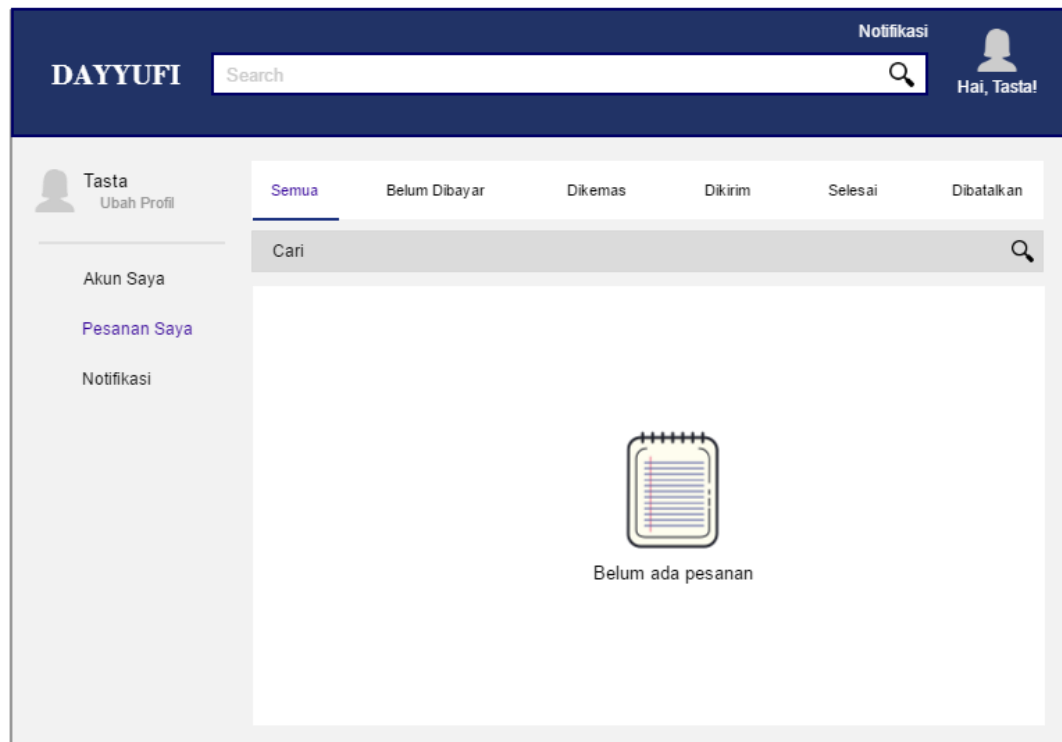 Notifikasi
DAYYUFI
Search
Hai, Tasta!
Tasta
Ubah Profil
Akun Saya
Pesanan Saya
Notifikasi
Semua Belum Dibayar Dikemas Dikirim Selesai Dibatalkan
Cari
Belum ada pesanan